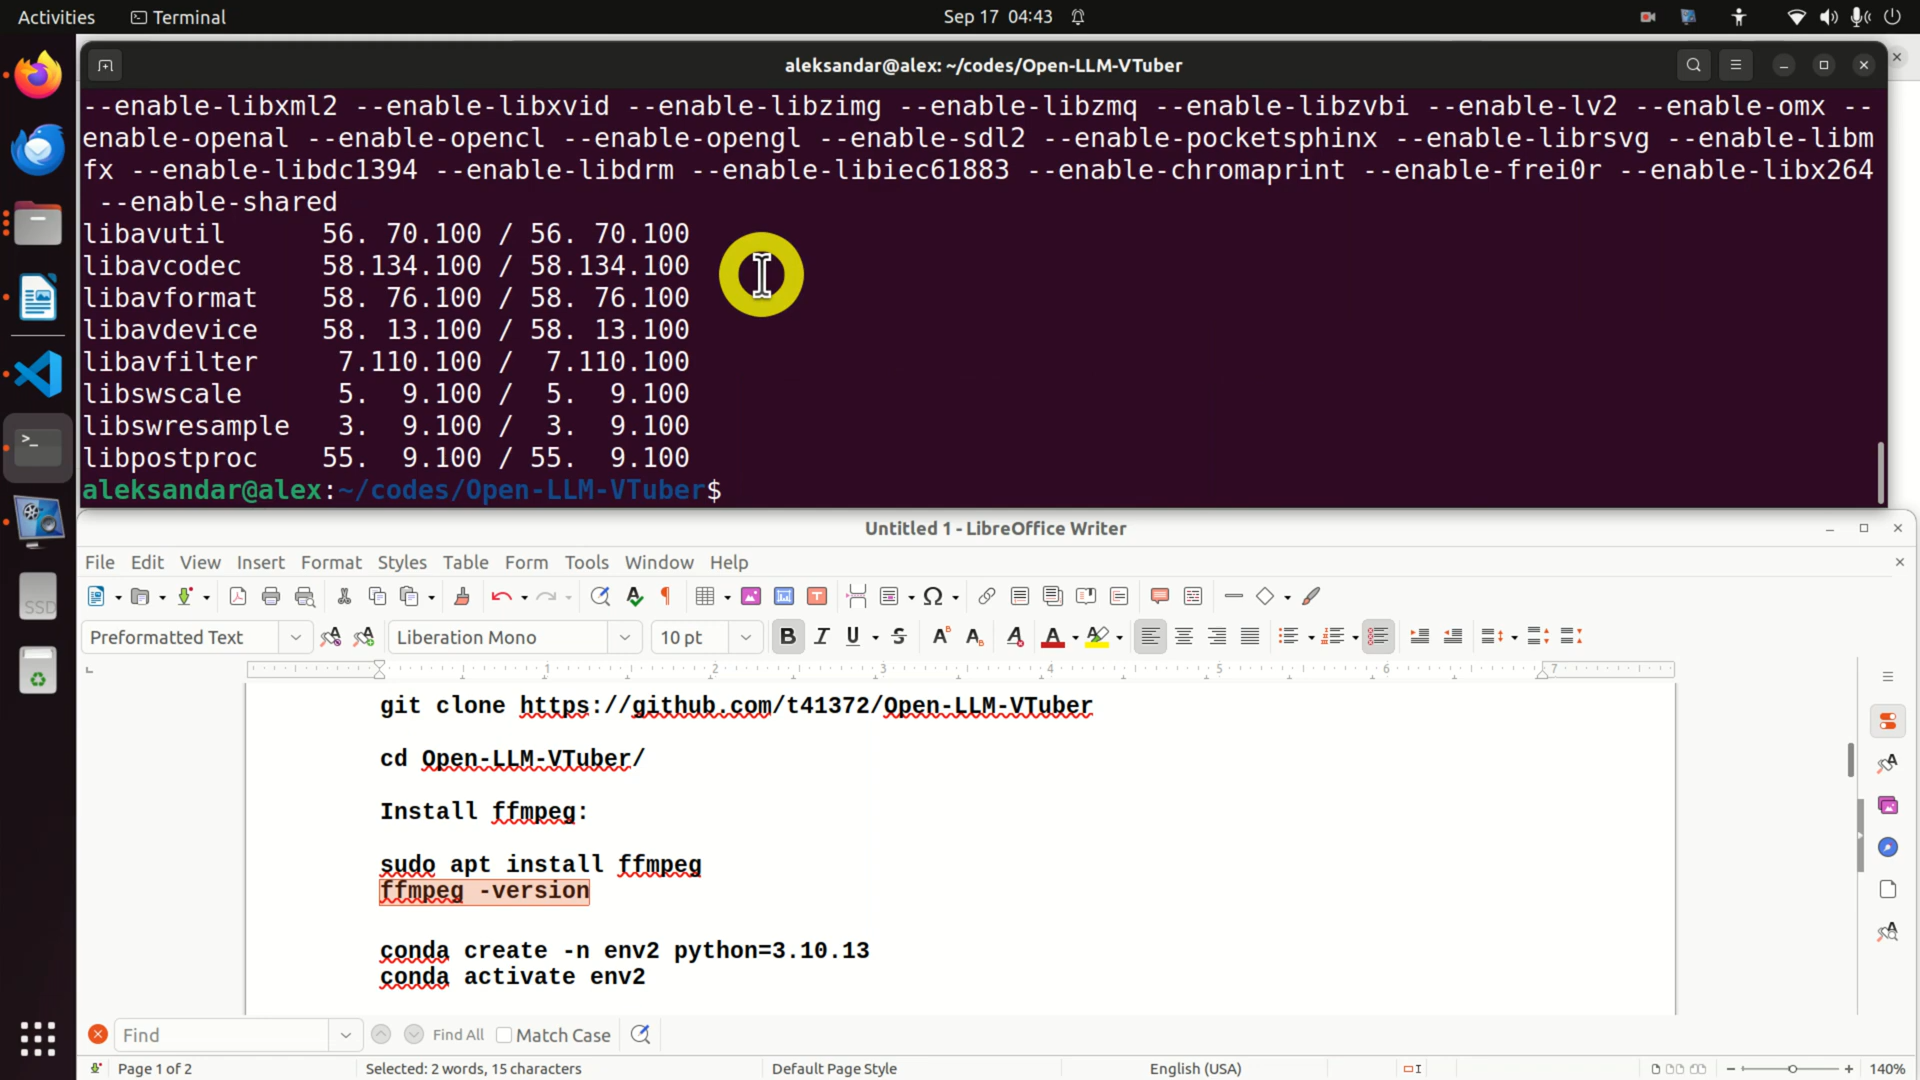 Activities
Terminal
Sep 17 04:43
aleksandar@alex: ~/codes/Open-LLM-VTuber
--enable-libxml2 --enable-libxvid --enable-libzimg --enable-libzmq --enable-libzvbi --enable-lv2 --enable-omx --
enable-openal --enable-opencl --enable-opengl --enable-sdl2 --enable-pocketsphinx --enable-librsvg --enable-libm
fx --enable-libdc1394 --enable-libdrm --enable-libiec61883 --enable-chromaprint --enable-frei0r --enable-libx264
--enable-shared
libavutil 56. 70.100 / 56. 70.100
libavcodec 58.134.100 / 58.134.100
libavformat 58. 76.100 / 58. 76.100
libavdevice 58. 13.100 / 58. 13.100
libavfilter 7.110.100 / 7.110.100
libswscale 5. 9.100 / 5. 9.100
libswresample 3. 9.100 / 3. 9.100
libpostproc 55. 9.100 / 55. 9.100
aleksandar@alex:~/codes/Open-LLM-VTuber$
SSD
Untitled 1 - LibreOffice Writer
File Edit View Insert Format Styles Table Form Tools Window Help
Preformatted Text
Liberation Mono
10 pt
1 2 3 4 5 6 7
git clone https://github.com/t41372/Open-LLM-VTuber
cd Open-LLM-VTuber/
Install ffmpeg:
sudo apt install ffmpeg
ffmpeg -version
conda create -n env2 python=3.10.13
conda activate env2
Find
Find All
Match Case
Page 1 of 2
Selected: 2 words, 15 characters
Default Page Style
English (USA)
140%